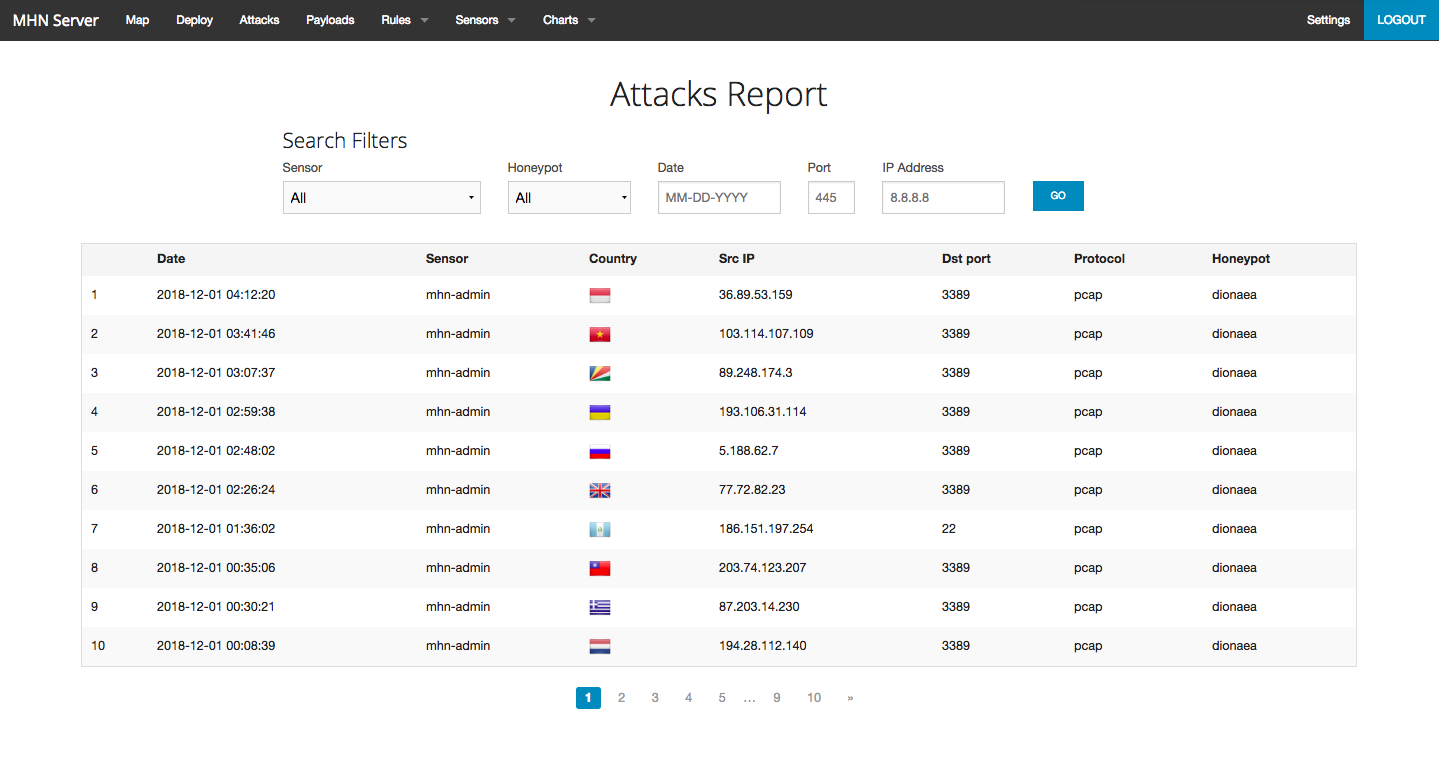 MHN Server Map Deploy Attacks Payloads Rules Sensors Charts Settings LOGOUT
Attacks Report
Search Filters
Sensor Honeypot Date Port IP Address
All All MM-DD-YYYY 445 8.8.8.8 GO
Date Sensor Country Src IP Dst port Protocol Honeypot
1 2018-12-01 04:12:20 mhn-admin 36.89.53.159 3389 pcap dionaea
2 2018-12-01 03:41:46 mhn-admin 103.114.107.109 3389 pcap dionaea
3 2018-12-01 03:07:37 mhn-admin 89.248.174.3 3389 pcap dionaea
4 2018-12-01 02:59:38 mhn-admin 193.106.31.114 3389 pcap dionaea
5 2018-12-01 02:48:02 mhn-admin 5.188.62.7 3389 pcap dionaea
6 2018-12-01 02:26:24 mhn-admin 77.72.82.23 3389 pcap dionaea
7 2018-12-01 01:36:02 mhn-admin 186.151.197.254 22 pcap dionaea
8 2018-12-01 00:35:06 mhn-admin 203.74.123.207 3389 pcap dionaea
9 2018-12-01 00:30:21 mhn-admin 87.203.14.230 3389 pcap dionaea
10 2018-12-01 00:08:39 mhn-admin 194.28.112.140 3389 pcap dionaea
1 2 3 4 5 … 9 10 »